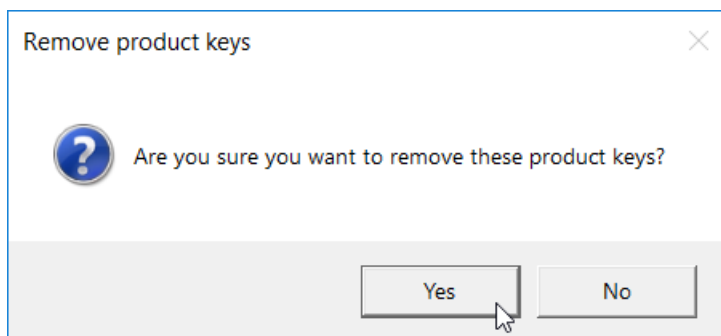 Remove product keys
Are you sure you want to remove these product keys?
Yes
No